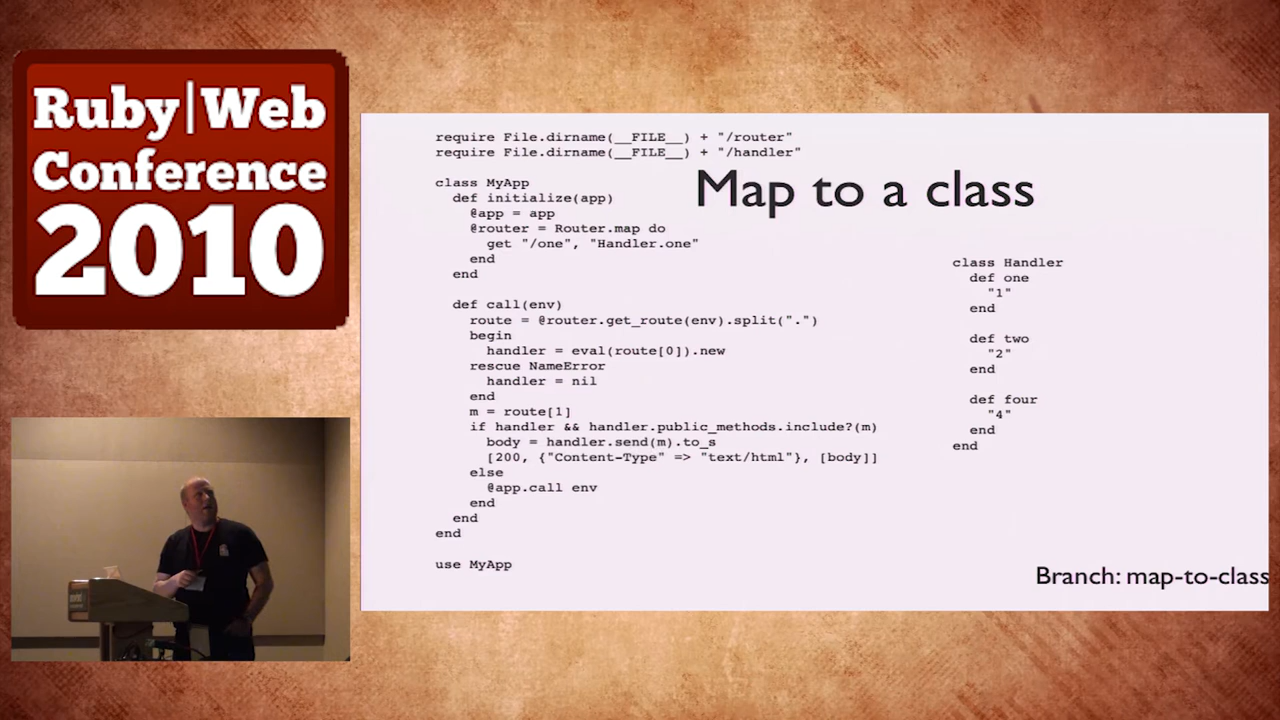 Ruby|Web
Conference
2010
require File.dirname(__FILE__) + "/router"
require File.dirname(__FILE__) + "/handler"
Map to a class
class MyApp
  def initialize(app)
    @app = app
    @router = Router.map do
      get "/one", "Handler.one"
    end
  end

  def call(env)
    route = @router.get_route(env).split(".")
    begin
      handler = eval(route[0]).new
    rescue NameError
      handler = nil
    end
    m = route[1]
    if handler && handler.public_methods.include?(m)
      body = handler.send(m).to_s
      [200, {"Content-Type" => "text/html"}, [body]]
    else
      @app.call env
    end
  end
end

use MyApp
class Handler
  def one
    "1"
  end

  def two
    "2"
  end

  def four
    "4"
  end
end
Branch: map-to-class